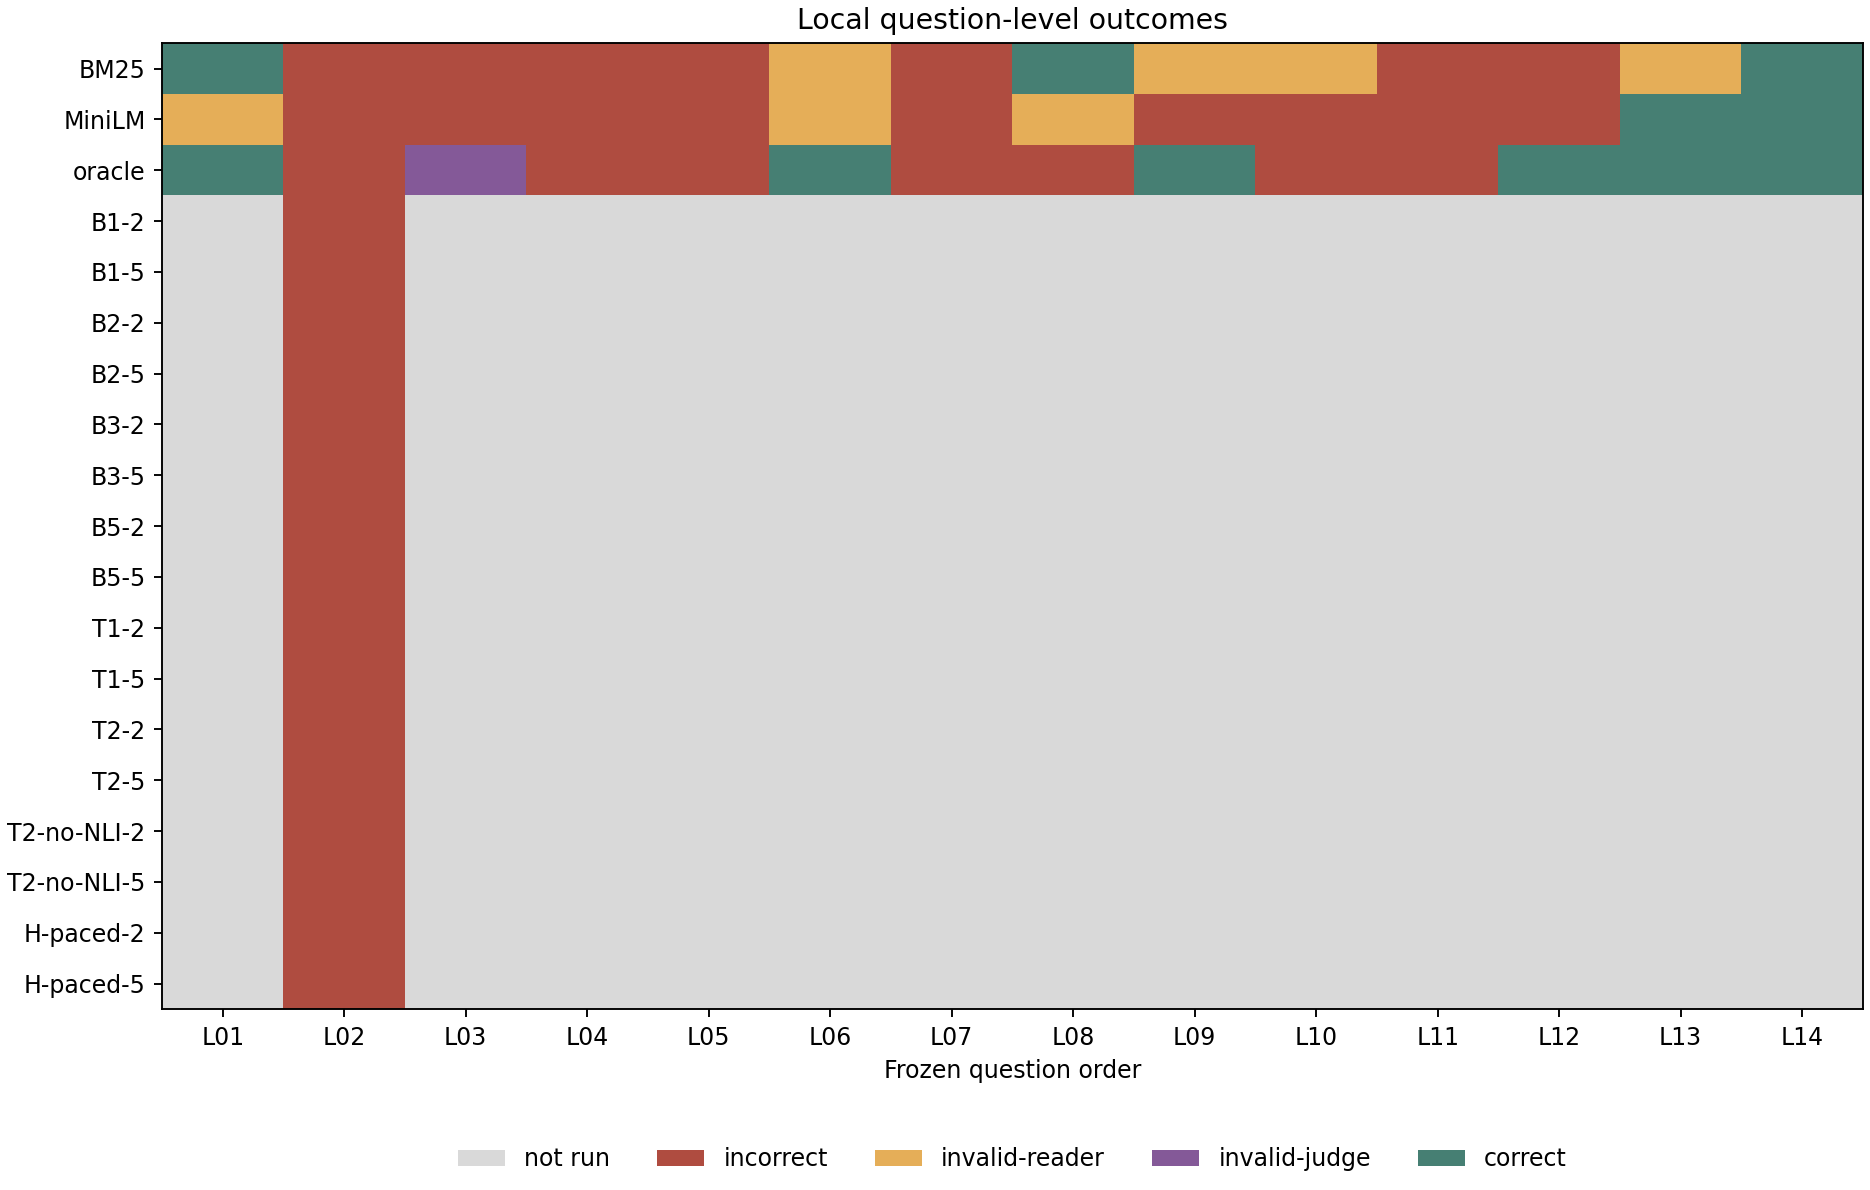 Local question-level outcomes
BM25
MiniLM
oracle
B1-2
B1-5
B2-2
B2-5
B3-2
B3-5
B5-2
B5-5
T1-2
T1-5
T2-2
T2-5
T2-no-NLI-2
T2-no-NLI-5
H-paced-2
H-paced-5
L01 L02 L03 L04 L05 L06 L07 L08 L09 L10 L11 L12 L13 L14
Frozen question order
not run incorrect invalid-reader invalid-judge correct